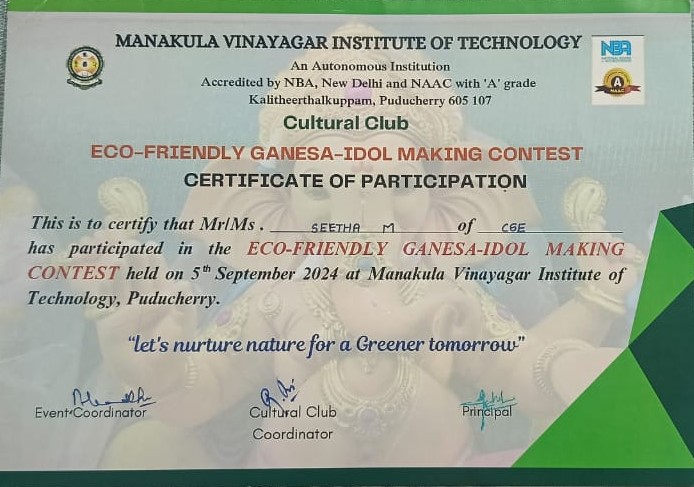 MANAKULA VINAYAGAR INSTITUTE OF TECHNOLOGY
An Autonomous Institution
Accredited by NBA, New Delhi and NAAC with 'A' grade
Kalitheerthalkuppam, Puducherry 605 107
NBA
A
NAAC
Cultural Club
ECO-FRIENDLY GANESA-IDOL MAKING CONTEST
CERTIFICATE OF PARTICIPATION
This is to certify that Mr/Ms . SEETHA M of CSE
has participated in the ECO-FRIENDLY GANESA-IDOL MAKING
CONTEST held on 5th September 2024 at Manakula Vinayagar Institute of
Technology, Puducherry.
"let's nurture nature for a Greener tomorrow"
Event Coordinator
Cultural Club
Coordinator
Principal